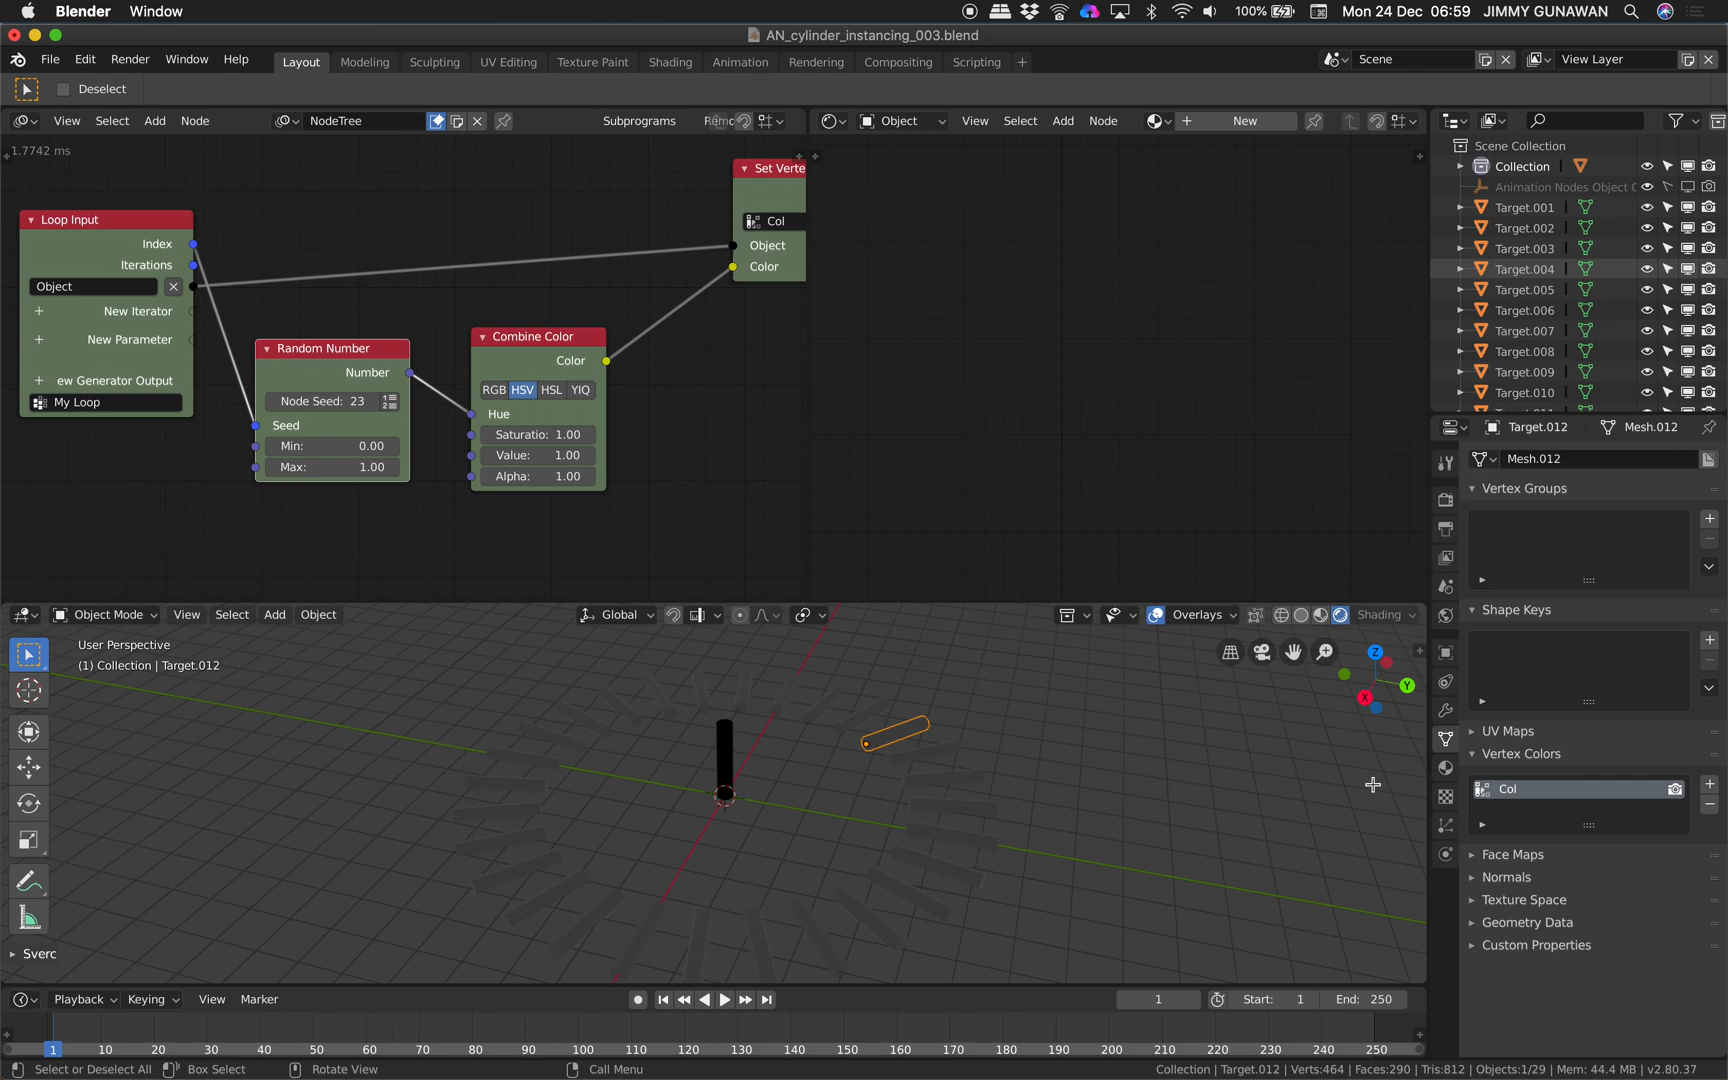 Blender Window 100% Mon 24 Dec 06:59 JIMMY GUNAWAN
AN_cylinder_instancing_003.blend
File Edit Render Window Help Layout Modeling Sculpting UV Editing Texture Paint Shading Animation Rendering Compositing Scripting + Scene View Layer
Deselect
View Select Add Node NodeTree Subprograms
Object View Select Add Node New
1.7742 ms
Loop Input
Index
Iterations
Object
New Iterator
New Parameter
ew Generator Output
My Loop
Random Number
Number
Node Seed: 23
Seed
Min: 0.00
Max: 1.00
Combine Color
Color
RGB HSV HSL YIQ
Hue
Saturatio: 1.00
Value: 1.00
Alpha: 1.00
Set Verte
Col
Object
Color
Scene Collection
Collection
Animation Nodes Object C
Target.001
Target.002
Target.003
Target.004
Target.005
Target.006
Target.007
Target.008
Target.009
Target.010
Target.012 Mesh.012
Mesh.012
Vertex Groups
Shape Keys
UV Maps
Vertex Colors
Col
Face Maps
Normals
Texture Space
Geometry Data
Custom Properties
Object Mode View Select Add Object Global Overlays Shading
User Perspective
(1) Collection | Target.012
Z
Y
X
Sverc
Playback Keying View Marker 1 Start: 1 End: 250
1 10 20 30 40 50 60 70 80 90 100 110 120 130 140 150 160 170 180 190 200 210 220 230 240 250
Select or Deselect All Box Select Rotate View Call Menu Collection | Target.012 | Verts:464 | Faces:290 | Tris:812 | Objects:1/29 | Mem: 44.4 MB | v2.80.37